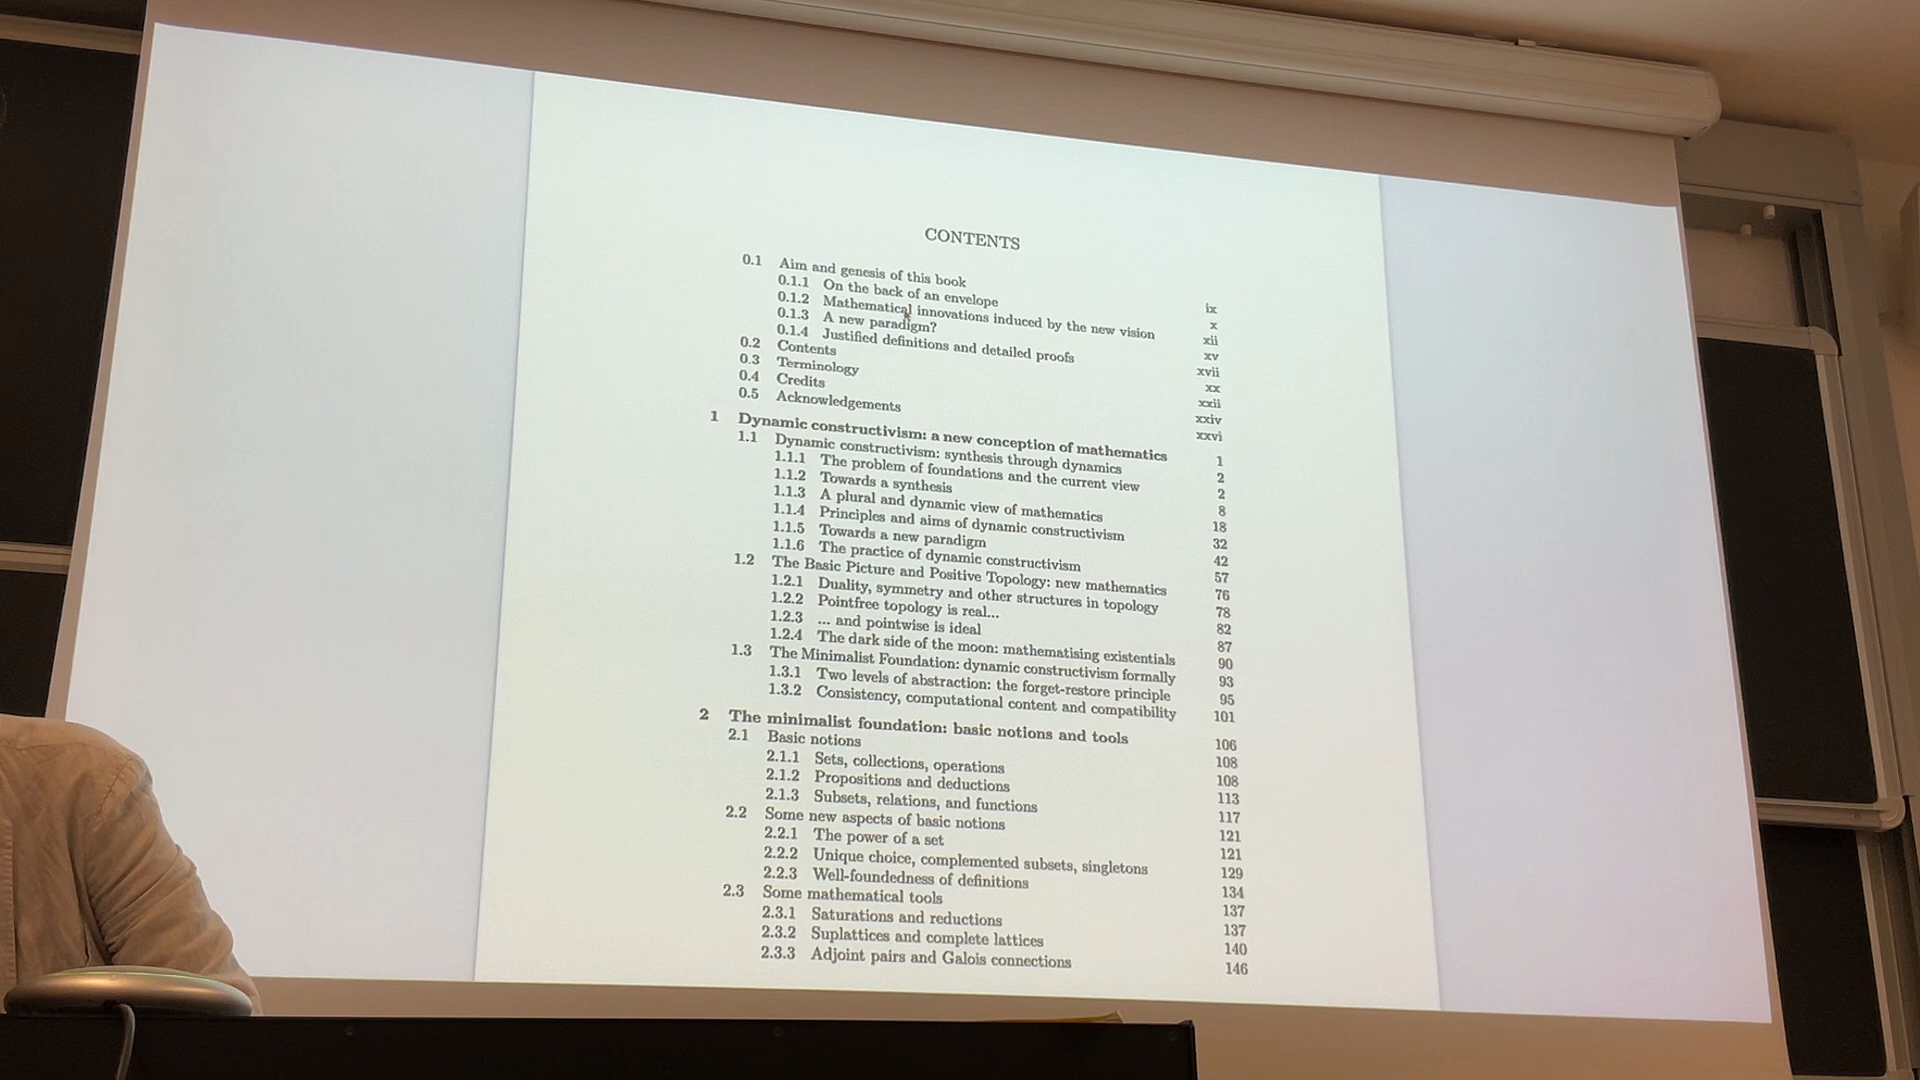 CONTENTS
0.1 Aim and genesis of this book ix
0.1.1 On the back of an envelope x
0.1.2 Mathematical innovations induced by the new vision xii
0.1.3 A new paradigm? xv
0.1.4 Justified definitions and detailed proofs xvii
0.2 Contents xx
0.3 Terminology xxii
0.4 Credits xxiv
0.5 Acknowledgements xxvi
1 Dynamic constructivism: a new conception of mathematics 1
1.1 Dynamic constructivism: synthesis through dynamics 2
1.1.1 The problem of foundations and the current view 2
1.1.2 Towards a synthesis 8
1.1.3 A plural and dynamic view of mathematics 18
1.1.4 Principles and aims of dynamic constructivism 32
1.1.5 Towards a new paradigm 42
1.1.6 The practice of dynamic constructivism 57
1.2 The Basic Picture and Positive Topology: new mathematics 76
1.2.1 Duality, symmetry and other structures in topology 78
1.2.2 Pointfree topology is real... 82
1.2.3 ... and pointwise is ideal 87
1.2.4 The dark side of the moon: mathematising existentials 90
1.3 The Minimalist Foundation: dynamic constructivism formally 93
1.3.1 Two levels of abstraction: the forget-restore principle 95
1.3.2 Consistency, computational content and compatibility 101
2 The minimalist foundation: basic notions and tools 106
2.1 Basic notions 108
2.1.1 Sets, collections, operations 108
2.1.2 Propositions and deductions 113
2.1.3 Subsets, relations, and functions 117
2.2 Some new aspects of basic notions 121
2.2.1 The power of a set 121
2.2.2 Unique choice, complemented subsets, singletons 129
2.2.3 Well-foundedness of definitions 134
2.3 Some mathematical tools 137
2.3.1 Saturations and reductions 137
2.3.2 Suplattices and complete lattices 140
2.3.3 Adjoint pairs and Galois connections 146